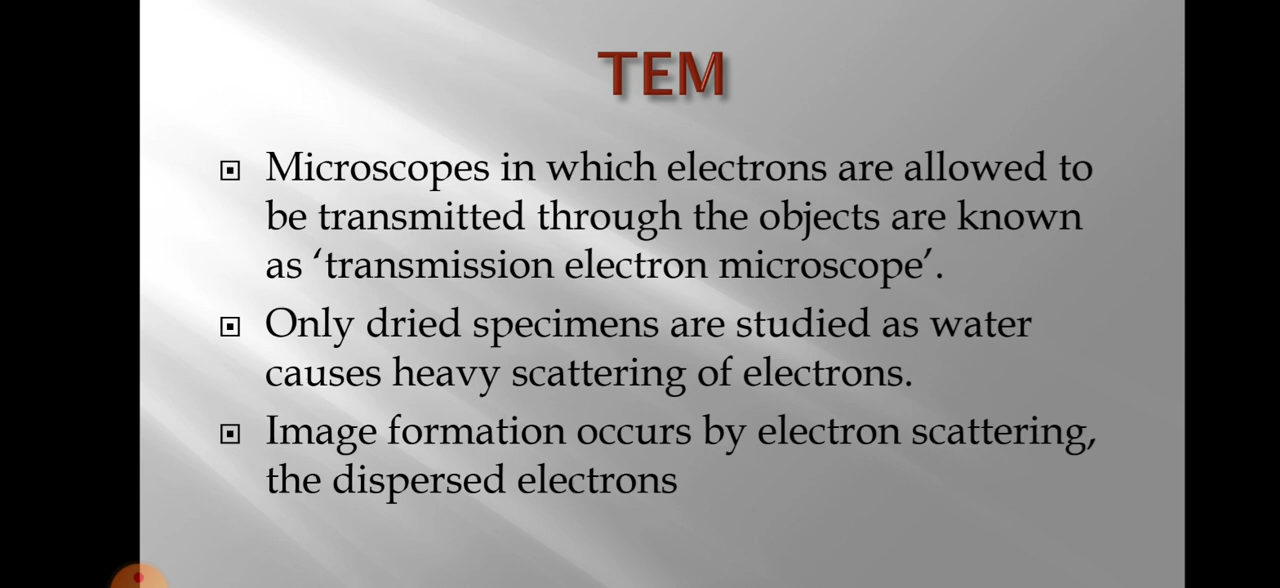 TEM
Microscopes in which electrons are allowed to
be transmitted through the objects are known
as ‘transmission electron microscope’.
Only dried specimens are studied as water
causes heavy scattering of electrons.
Image formation occurs by electron scattering,
the dispersed electrons